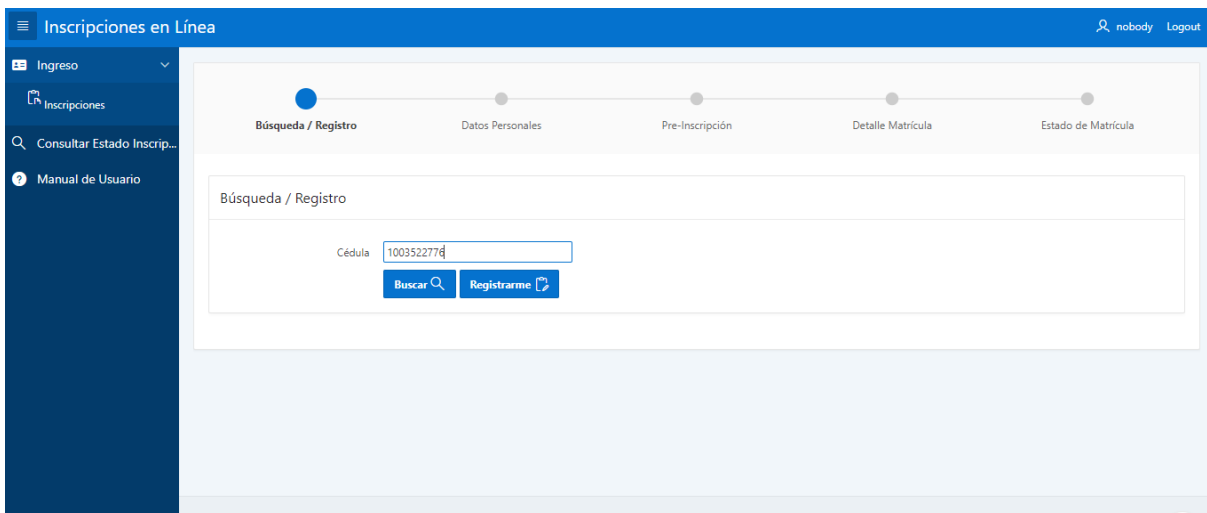 Inscripciones en Línea
nobody Logout
Ingreso
Inscripciones
Consultar Estado Inscrip...
Manual de Usuario
Búsqueda / Registro
Datos Personales
Pre-Inscripción
Detalle Matrícula
Estado de Matrícula
Búsqueda / Registro
Cédula 1003522776
Buscar Registrarme